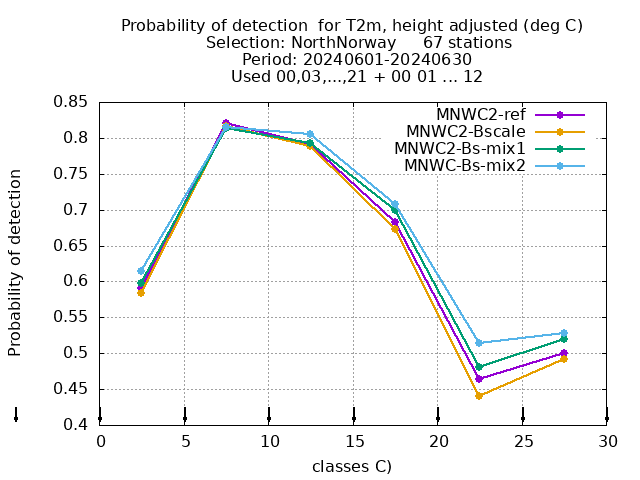 Probability of detection  for T2m, height adjusted (deg C)
Selection: NorthNorway     67 stations
Period: 20240601-20240630
Used 00,03,...,21 + 00 01 ... 12
MNWC2-ref
MNWC2-Bscale
MNWC2-Bs-mix1
MNWC-Bs-mix2
Probability of detection
0.85
0.8
0.75
0.7
0.65
0.6
0.55
0.5
0.45
0.4
0 5 10 15 20 25 30
classes C)